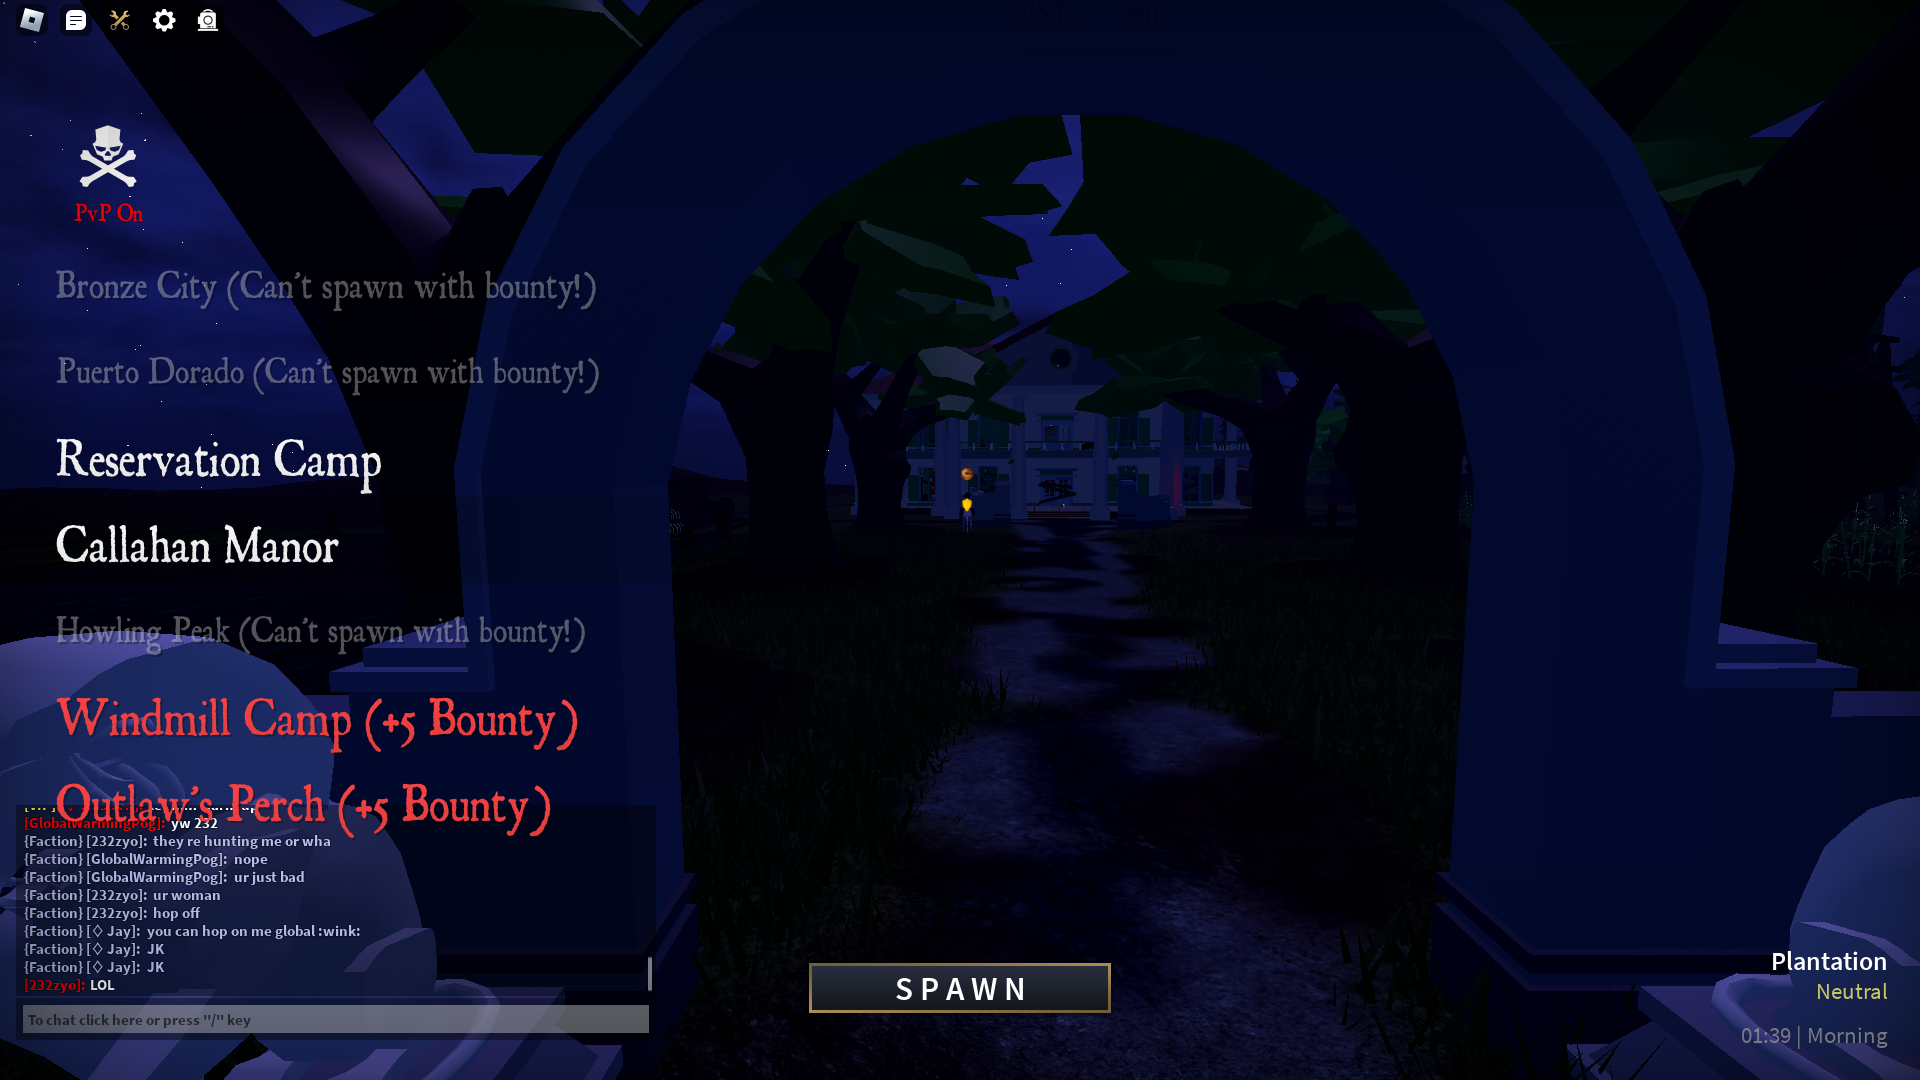 PvP On
Bronze City (Can't spawn with bounty!)
Puerto Dorado (Can't spawn with bounty!)
Reservation Camp
Callahan Manor
Howling Peak (Can't spawn with bounty!)
Windmill Camp (+5 Bounty)
Outlaw's Perch (+5 Bounty)
[GlobalWarmingPog]: yw 232
{Faction} [232zyo]: they re hunting me or wha
{Faction} [GlobalWarmingPog]: nope
{Faction} [GlobalWarmingPog]: ur just bad
{Faction} [232zyo]: ur woman
{Faction} [232zyo]: hop off
{Faction} [♢ Jay]: you can hop on me global :wink:
{Faction} [♢ Jay]: JK
{Faction} [♢ Jay]: JK
[232zyo]: LOL
To chat click here or press "/" key
SPAWN
Plantation
Neutral
01:39 | Morning